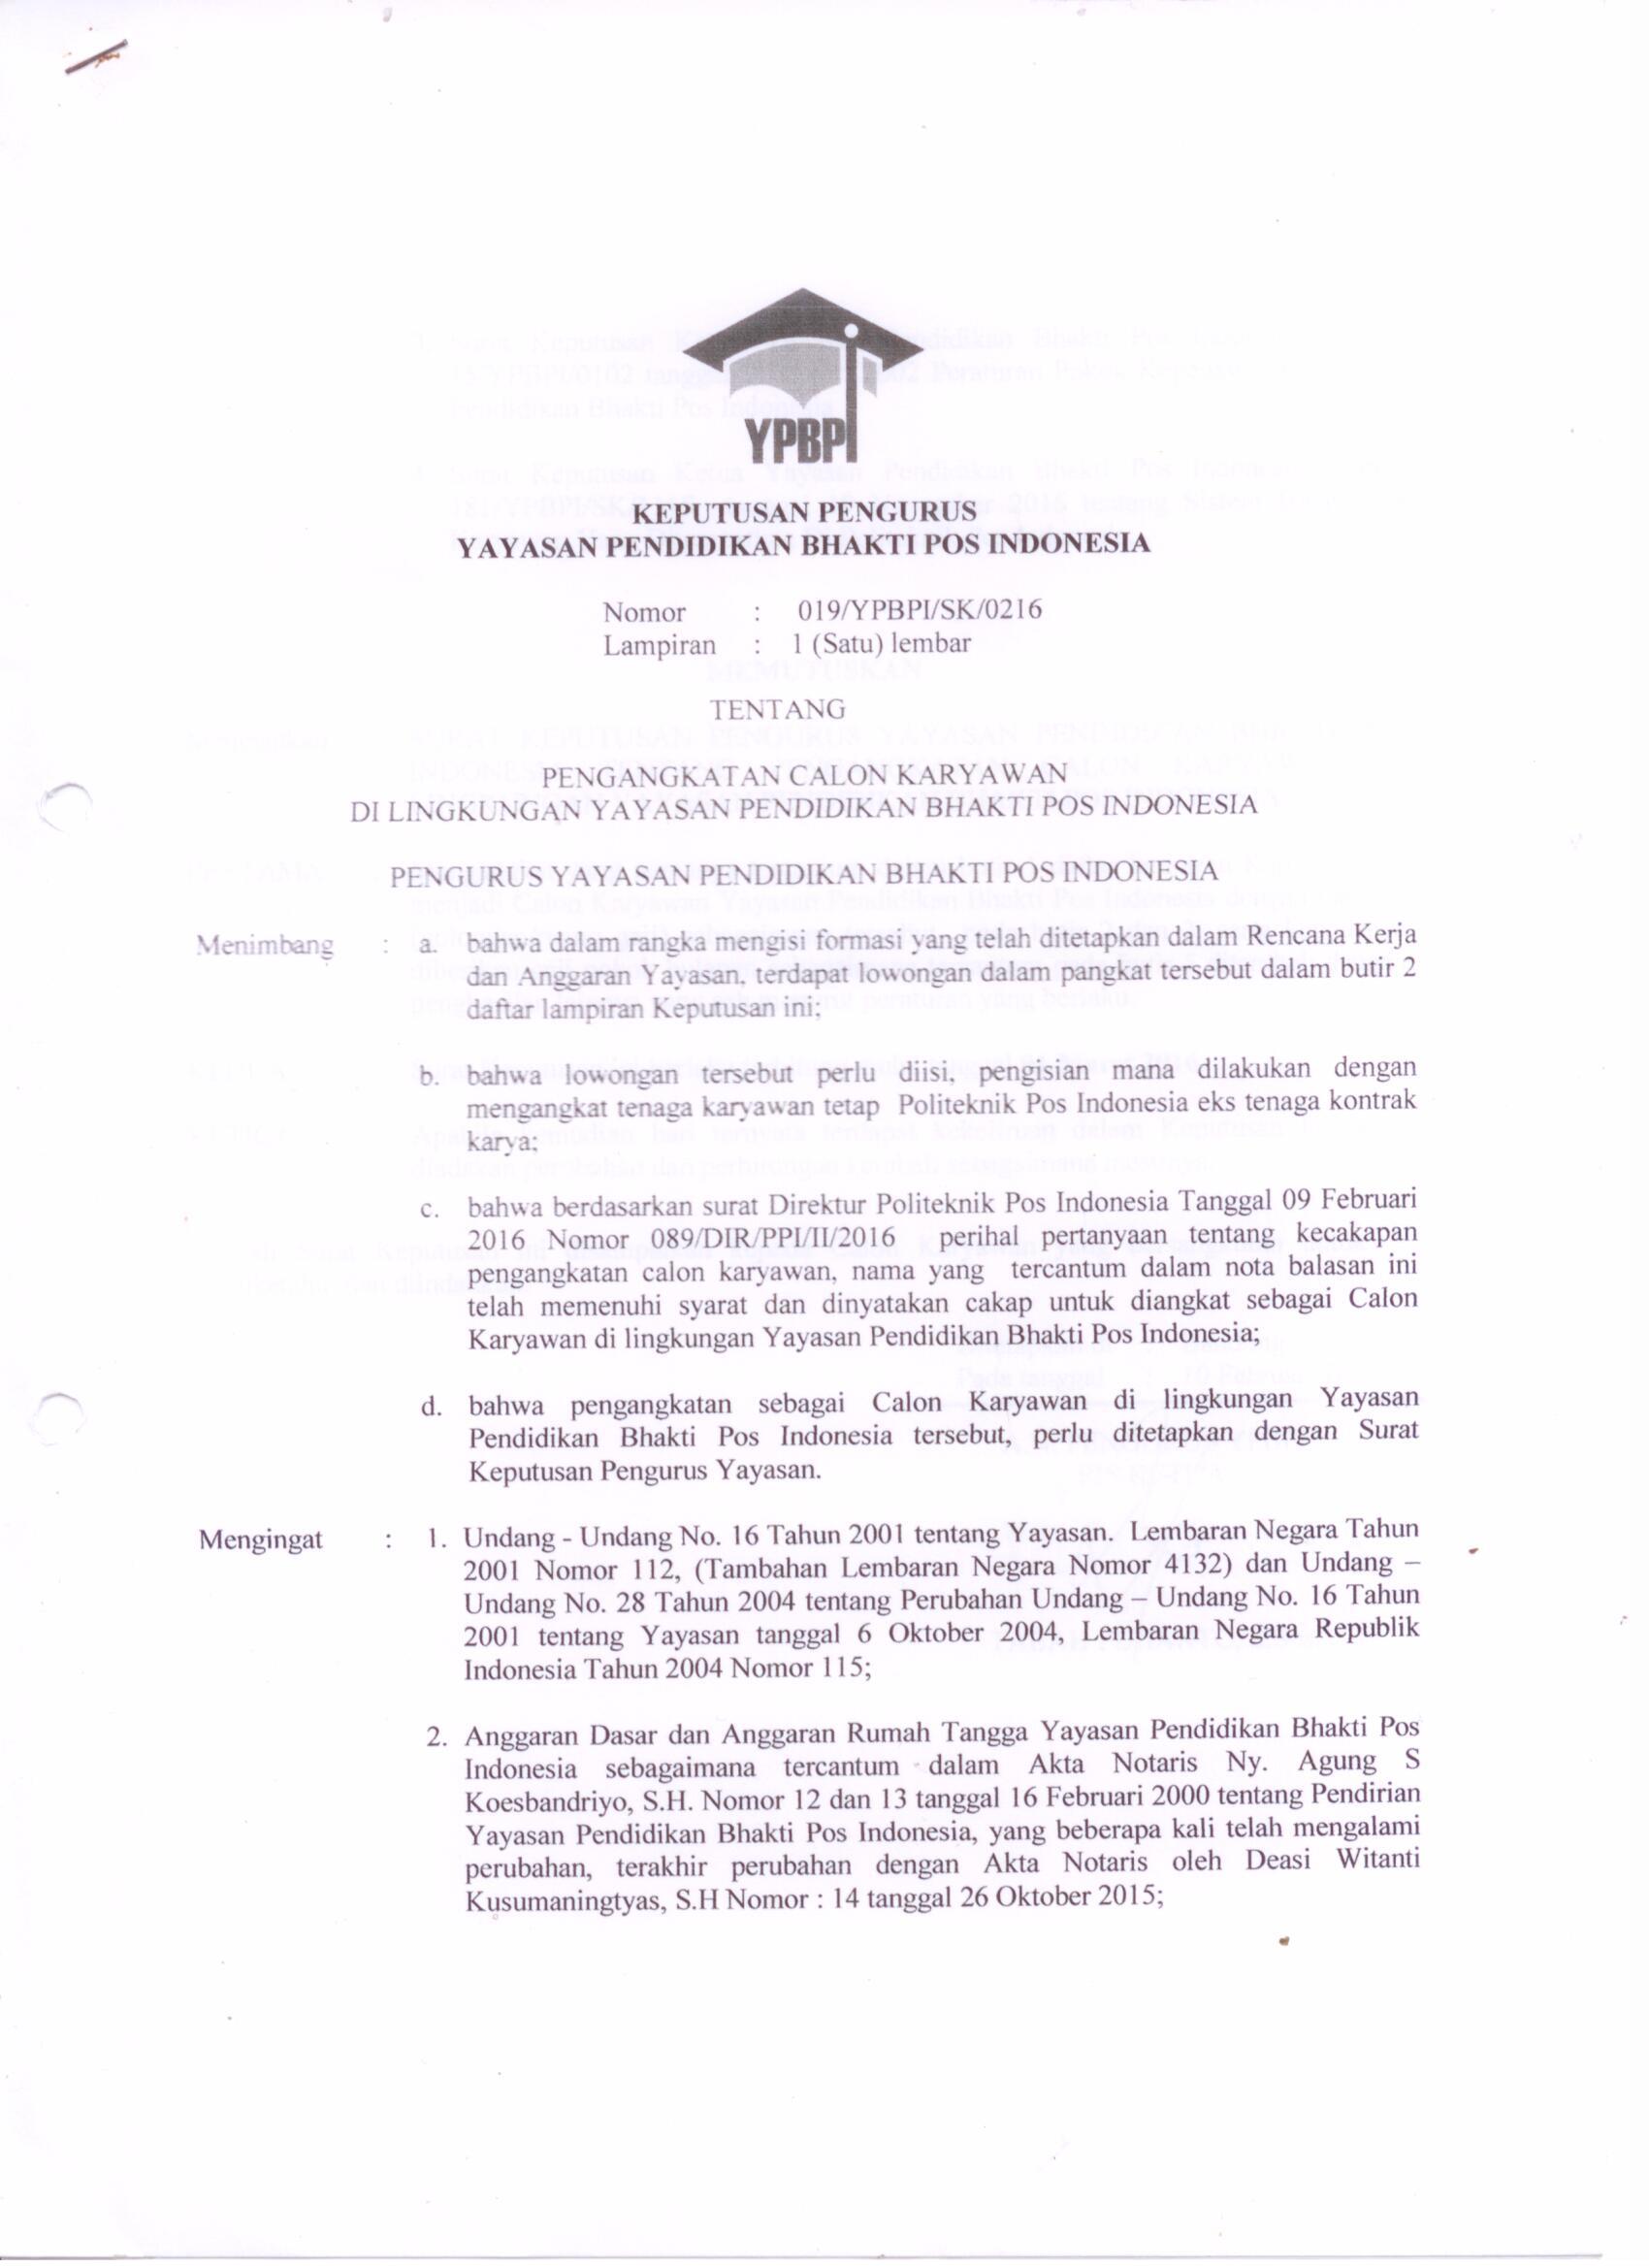 YPBPI
KEPUTUSAN PENGURUS
YAYASAN PENDIDIKAN BHAKTI POS INDONESIA
Nomor : 019/YPBPI/SK/0216
Lampiran : 1 (Satu) lembar
TENTANG
PENGANGKATAN CALON KARYAWAN
DI LINGKUNGAN YAYASAN PENDIDIKAN BHAKTI POS INDONESIA
PENGURUS YAYASAN PENDIDIKAN BHAKTI POS INDONESIA
Menimbang : a. bahwa dalam rangka mengisi formasi yang telah ditetapkan dalam Rencana Kerja
dan Anggaran Yayasan, terdapat lowongan dalam pangkat tersebut dalam butir 2
daftar lampiran Keputusan ini;
b. bahwa lowongan tersebut perlu diisi, pengisian mana dilakukan dengan
mengangkat tenaga karyawan tetap Politeknik Pos Indonesia eks tenaga kontrak
karya;
c. bahwa berdasarkan surat Direktur Politeknik Pos Indonesia Tanggal 09 Februari
2016 Nomor 089/DIR/PPI/II/2016 perihal pertanyaan tentang kecakapan
pengangkatan calon karyawan, nama yang tercantum dalam nota balasan ini
telah memenuhi syarat dan dinyatakan cakap untuk diangkat sebagai Calon
Karyawan di lingkungan Yayasan Pendidikan Bhakti Pos Indonesia;
d. bahwa pengangkatan sebagai Calon Karyawan di lingkungan Yayasan
Pendidikan Bhakti Pos Indonesia tersebut, perlu ditetapkan dengan Surat
Keputusan Pengurus Yayasan.
Mengingat : 1. Undang - Undang No. 16 Tahun 2001 tentang Yayasan. Lembaran Negara Tahun
2001 Nomor 112, (Tambahan Lembaran Negara Nomor 4132) dan Undang –
Undang No. 28 Tahun 2004 tentang Perubahan Undang – Undang No. 16 Tahun
2001 tentang Yayasan tanggal 6 Oktober 2004, Lembaran Negara Republik
Indonesia Tahun 2004 Nomor 115;
2. Anggaran Dasar dan Anggaran Rumah Tangga Yayasan Pendidikan Bhakti Pos
Indonesia sebagaimana tercantum dalam Akta Notaris Ny. Agung S
Koesbandriyo, S.H. Nomor 12 dan 13 tanggal 16 Februari 2000 tentang Pendirian
Yayasan Pendidikan Bhakti Pos Indonesia, yang beberapa kali telah mengalami
perubahan, terakhir perubahan dengan Akta Notaris oleh Deasi Witanti
Kusumaningtyas, S.H Nomor : 14 tanggal 26 Oktober 2015;